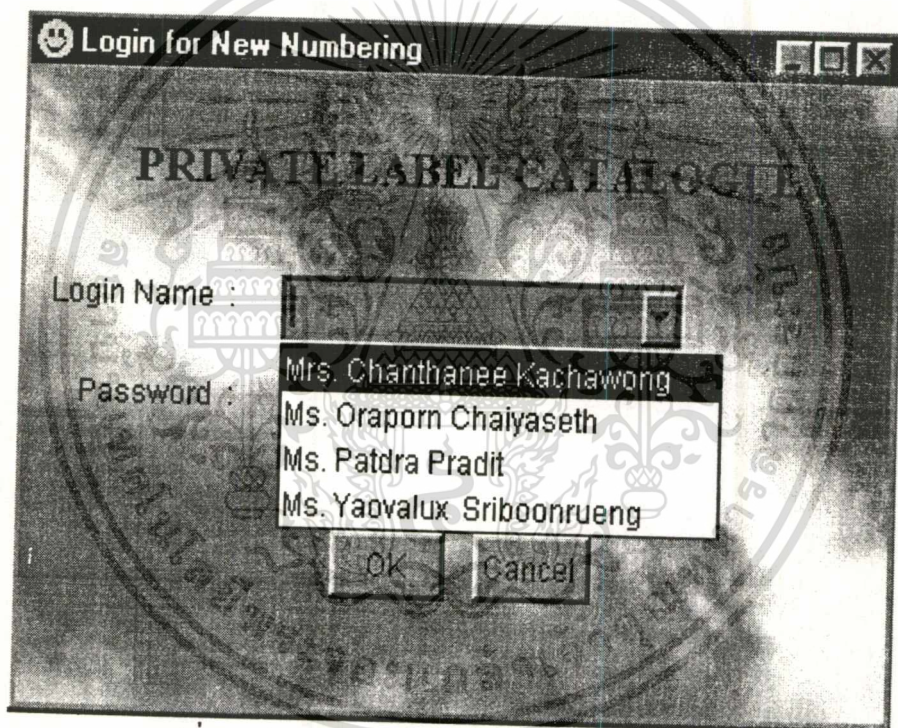 Login for New Numbering
PRIVATE LABEL CATALOGUE
Login Name :
Password :
Mrs. Chanthanee Kachawong
Ms. Oraporn Chaiyaseth
Ms. Patdra Pradit
Ms. Yaovalux Sriboonrueng
OK
Cancel